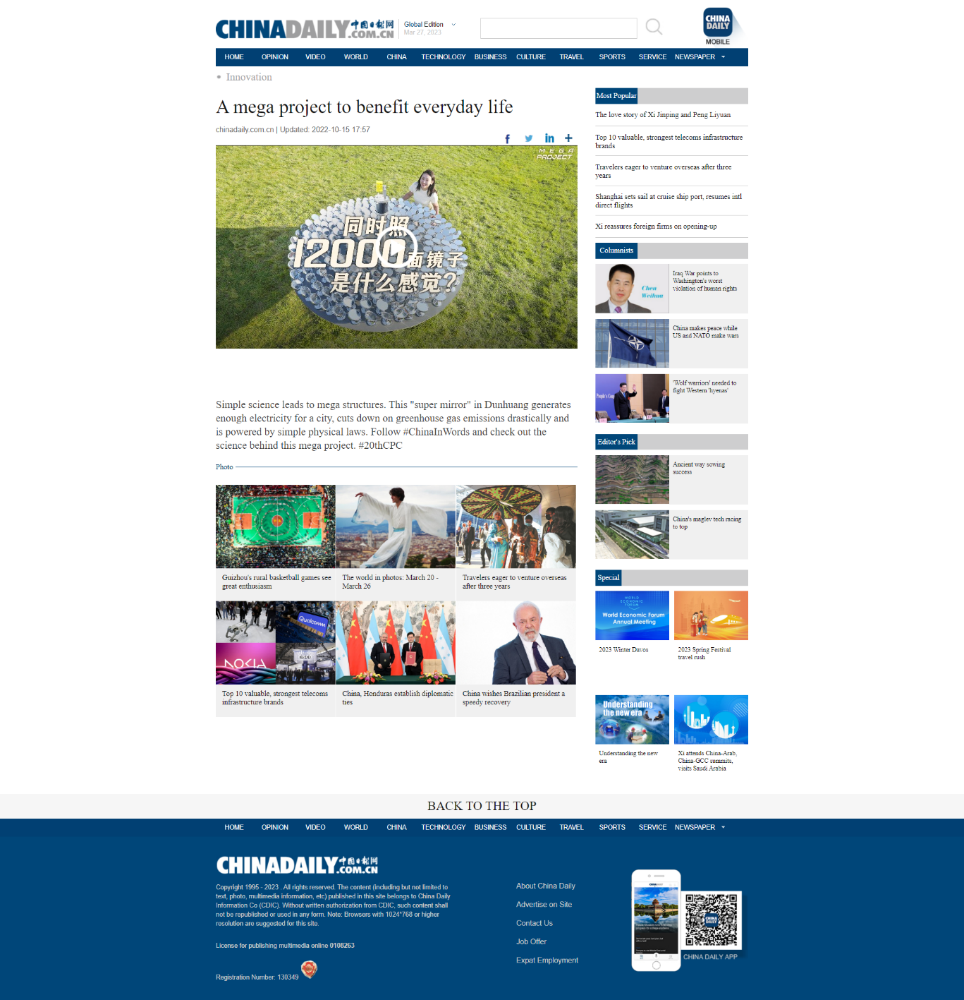 CHINADAILY.COM.CN 中国日报网
Global Edition
Mar 27, 2023
CHINA DAILY
MOBILE
HOME OPINION VIDEO WORLD CHINA TECHNOLOGY BUSINESS CULTURE TRAVEL SPORTS SERVICE NEWSPAPER
• Innovation
A mega project to benefit everyday life
chinadaily.com.cn | Updated: 2022-10-15 17:57
MEGA
PROJECT
同时照
12000面镜子
是什么感觉?
Simple science leads to mega structures. This "super mirror" in Dunhuang generates
enough electricity for a city, cuts down on greenhouse gas emissions drastically and
is powered by simple physical laws. Follow #ChinaInWords and check out the
science behind this mega project. #20thCPC
Photo
Guizhou's rural basketball games see
great enthusiasm
The world in photos: March 20 -
March 26
Travelers eager to venture overseas
after three years
Qualcomm
NOKIA
CISCO
Top 10 valuable, strongest telecoms
infrastructure brands
China, Honduras establish diplomatic
ties
China wishes Brazilian president a
speedy recovery
Most Popular
The love story of Xi Jinping and Peng Liyuan
Top 10 valuable, strongest telecoms infrastructure
brands
Travelers eager to venture overseas after three
years
Shanghai sets sail at cruise ship port, resumes intl
direct flights
Xi reassures foreign firms on opening-up
Columnists
Chen
Weihua
Iraq War points to
Washington's worst
violation of human rights
China makes peace while
US and NATO make wars
People's Cong
'Wolf warriors' needed to
fight Western 'hyenas'
Editor's Pick
Ancient way sowing
success
China's maglev tech racing
to top
Special
WORLD
ECONOMIC
FORUM
World Economic Forum
Annual Meeting
2023 Winter Davos
2023 Spring Festival
travel rush
Understanding
the new era
Understanding the new
era
Xi attends China-Arab,
China-GCC summits,
visits Saudi Arabia
BACK TO THE TOP
HOME OPINION VIDEO WORLD CHINA TECHNOLOGY BUSINESS CULTURE TRAVEL SPORTS SERVICE NEWSPAPER
CHINADAILY.COM.CN 中国日报网
Copyright 1995 - 2023 . All rights reserved. The content (including but not limited to
text, photo, multimedia information, etc) published in this site belongs to China Daily
Information Co (CDIC). Without written authorization from CDIC, such content shall
not be republished or used in any form. Note: Browsers with 1024*768 or higher
resolution are suggested for this site.
License for publishing multimedia online 0108263
Registration Number: 130349
About China Daily
Advertise on Site
Contact Us
Job Offer
Expat Employment
CHINADAILY
CHINA DAILY
CHINA DAILY APP